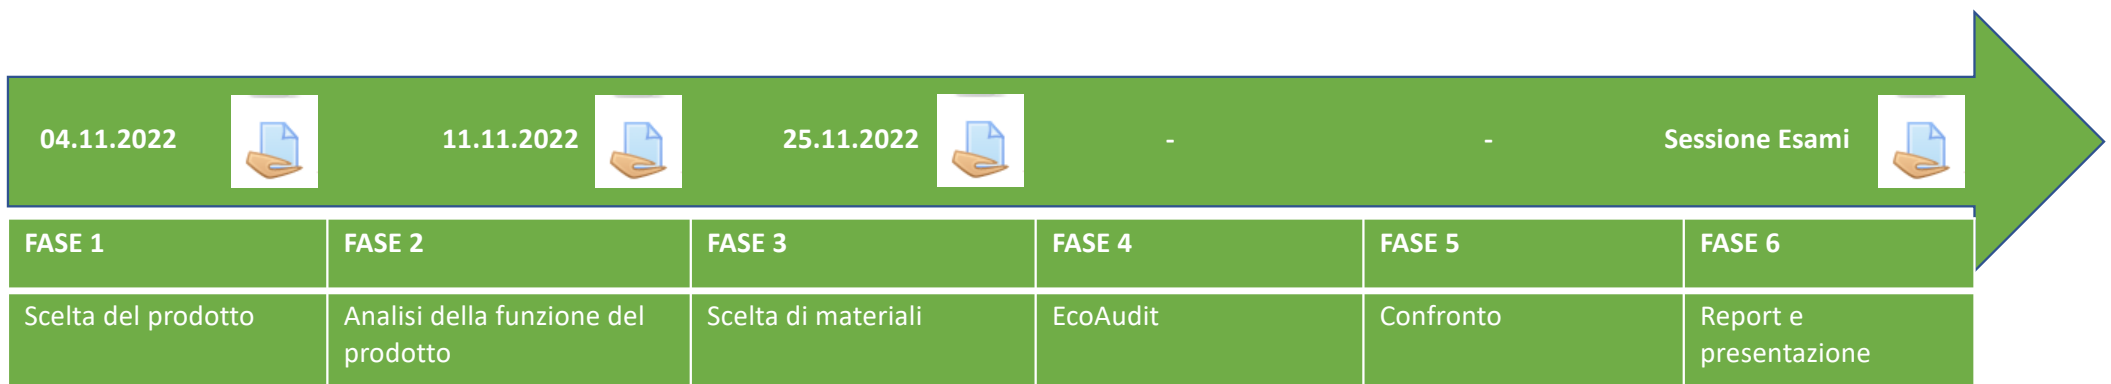 04.11.2022
11.11.2022
25.11.2022
-
-
Sessione Esami
FASE 1
FASE 2
FASE 3
FASE 4
FASE 5
FASE 6
Scelta del prodotto
Analisi della funzione del
prodotto
Scelta di materiali
EcoAudit
Confronto
Report e
presentazione